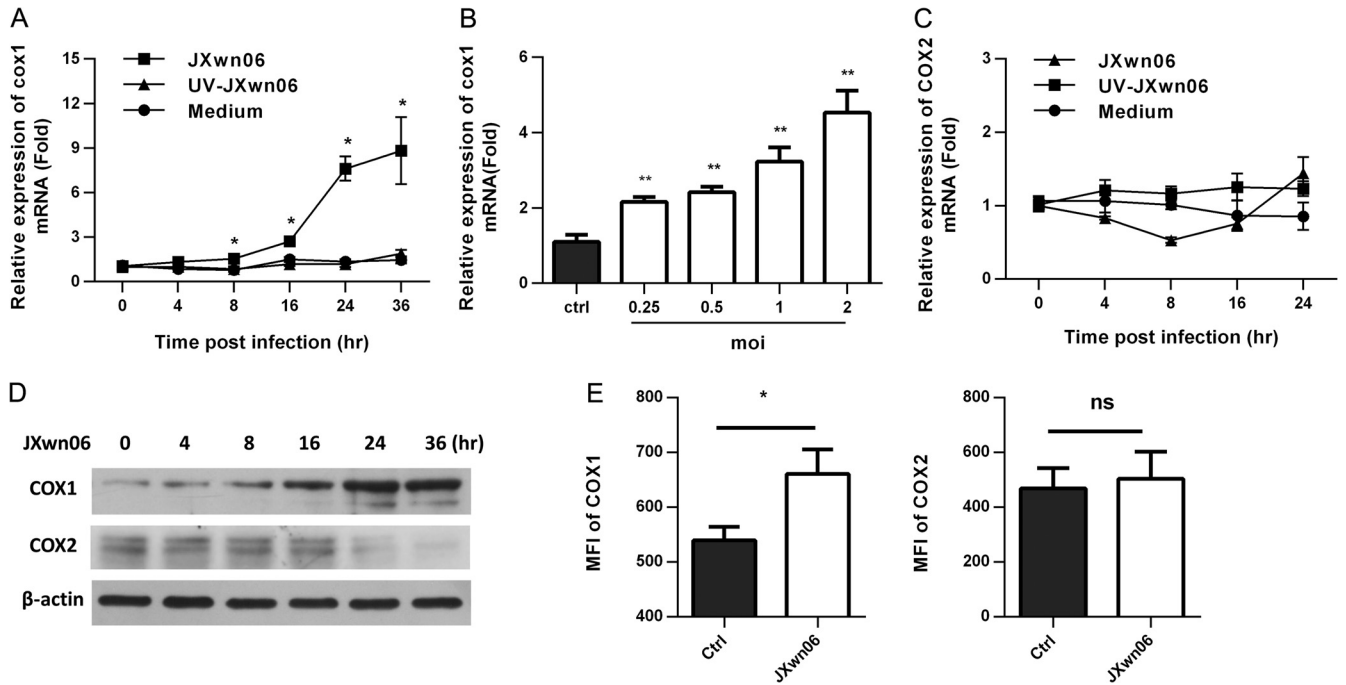 A
Relative expression of cox1
mRNA (Fold)
15
12
9
6
3
0
JXwn06
UV-JXwn06
Medium
*
*
*
*
0 4 8 16 24 36
Time post infection (hr)
B
Relative expression of cox1
mRNA(Fold)
6
4
2
0
**
**
**
**
ctrl 0.25 0.5 1 2
moi
C
Relative expression of COX2
mRNA (Fold)
3
2
1
0
JXwn06
UV-JXwn06
Medium
0 4 8 16 24
Time post infection (hr)
D
JXwn06 0 4 8 16 24 36 (hr)
COX1
COX2
β-actin
E
MFI of COX1
800
700
600
500
400
*
Ctrl
JXwn06
MFI of COX2
800
600
400
200
0
ns
Ctrl
JXwn06